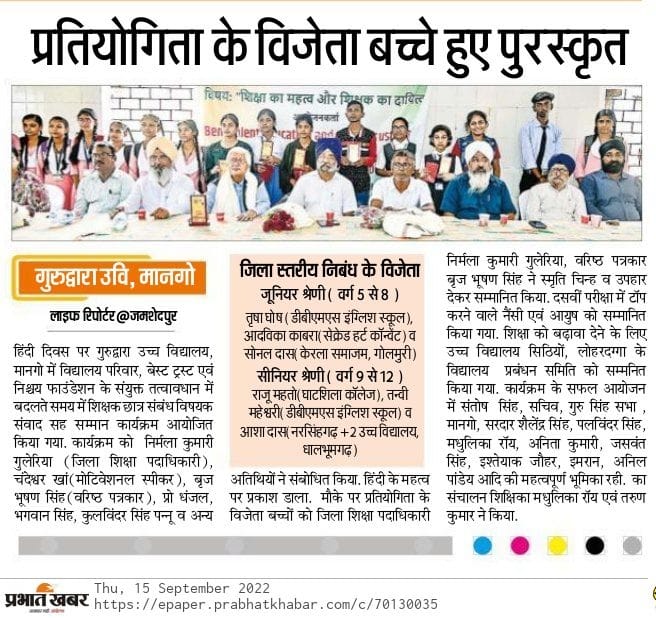 प्रतियोगिता के विजेता बच्चे हुए पुरस्कृत
विषय: "शिक्षा का महत्व और शिक्षक का दायित्व
गुरुद्वारा उवि, मानगो
लाइफ रिपोर्टर@जमशेदपुर
हिंदी दिवस पर गुरुद्वारा उच्च विद्यालय,
मानगो में विद्यालय परिवार, बेस्ट ट्रस्ट एवं
निश्चय फाउंडेशन के संयुक्त तत्वावधान में
बदलते समय में शिक्षक छात्र संबंध विषयक
संवाद सह सम्मान कार्यक्रम आयोजित
किया गया. कार्यक्रम को निर्मला कुमारी
गुलेरिया (जिला शिक्षा पदाधिकारी),
चंदेश्वर खां(मोटिवेशनल स्पीकर), बृज
भूषण सिंह(वरिष्ठ पत्रकार), प्रो धंजल,
भगवान सिंह, कुलविंदर सिंह पन्नू व अन्य
जिला स्तरीय निबंध के विजेता
जूनियर श्रेणी ( वर्ग 5 से 8 )
तृषा घोष ( डीबीएमएस इंग्लिश स्कूल),
आदविका काबरा(सेक्रेड हर्ट कॉन्वेंट) व
सोनल दास( केरला समाजम, गोलमुरी)
सीनियर श्रेणी ( वर्ग 9 से 12 )
राजू महतो(घाटशिला कॉलेज), तन्वी
महेश्वरी( डीबीएमएस इंग्लिश स्कूल) व
आशा दास( नरसिंहगढ़ +2 उच्च विद्यालय,
धालभूमगढ़ )
अतिथियों ने संबोधित किया. हिंदी के महत्व
पर प्रकाश डाला. मौके पर प्रतियोगिता के
विजेता बच्चों को जिला शिक्षा पदाधिकारी
निर्मला कुमारी गुलेरिया, वरिष्ठ पत्रकार
बृज भूषण सिंह ने स्मृति चिन्ह व उपहार
देकर सम्मानित किया. दसवीं परीक्षा में टॉप
करने वाले नैंसी एवं आयुष को सम्मानित
किया गया. शिक्षा को बढ़ावा देने के लिए
उच्च विद्यालय सिठियों, लोहरदग्गा के
विद्यालय प्रबंधन समिति को सम्मनित
किया गया. कार्यक्रम के सफल आयोजन
में संतोष सिंह, सचिव, गुरु सिंह सभा ,
मानगो, सरदार शैलेंद्र सिंह, पलविंदर सिंह,
मधुलिका रॉय, अनिता कुमारी, जसवंत
सिंह, इश्तेयाक जौहर, इमरान, अनिल
पांडेय आदि की महत्वपूर्ण भूमिका रही. का
संचालन शिक्षिका मधुलिका रॉय एवं तरुण
कुमार ने किया.
प्रभात खबर
Thu, 15 September 2022
https://epaper.prabhatkhabar.com/c/70130035